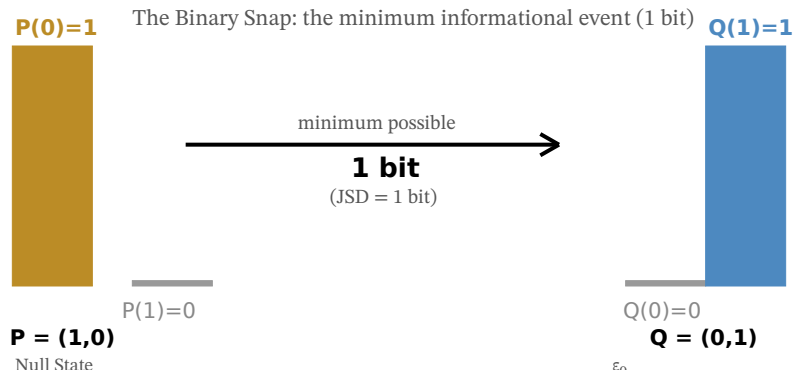 The Binary Snap: the minimum informational event (1 bit)
P(0)=1
Q(1)=1
minimum possible
1 bit
(JSD = 1 bit)
P(1)=0
Q(0)=0
P = (1,0)
Q = (0,1)
Null State
ε₀